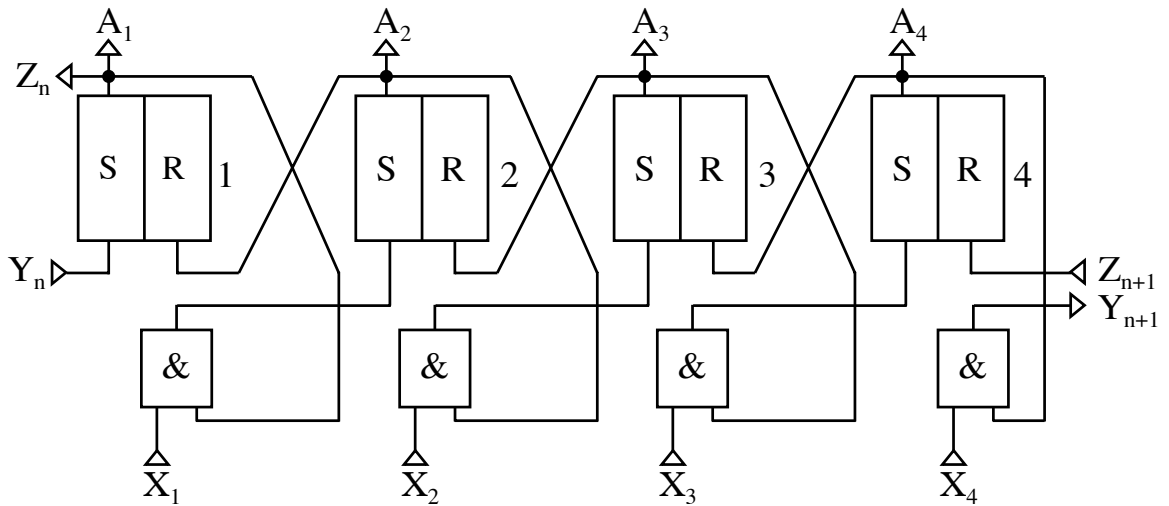 A₁ A₂ A₃ A₄
Zₙ
S R 1 S R 2 S R 3 S R 4
Yₙ Zₙ₊₁
Yₙ₊₁
& & & &
X₁ X₂ X₃ X₄